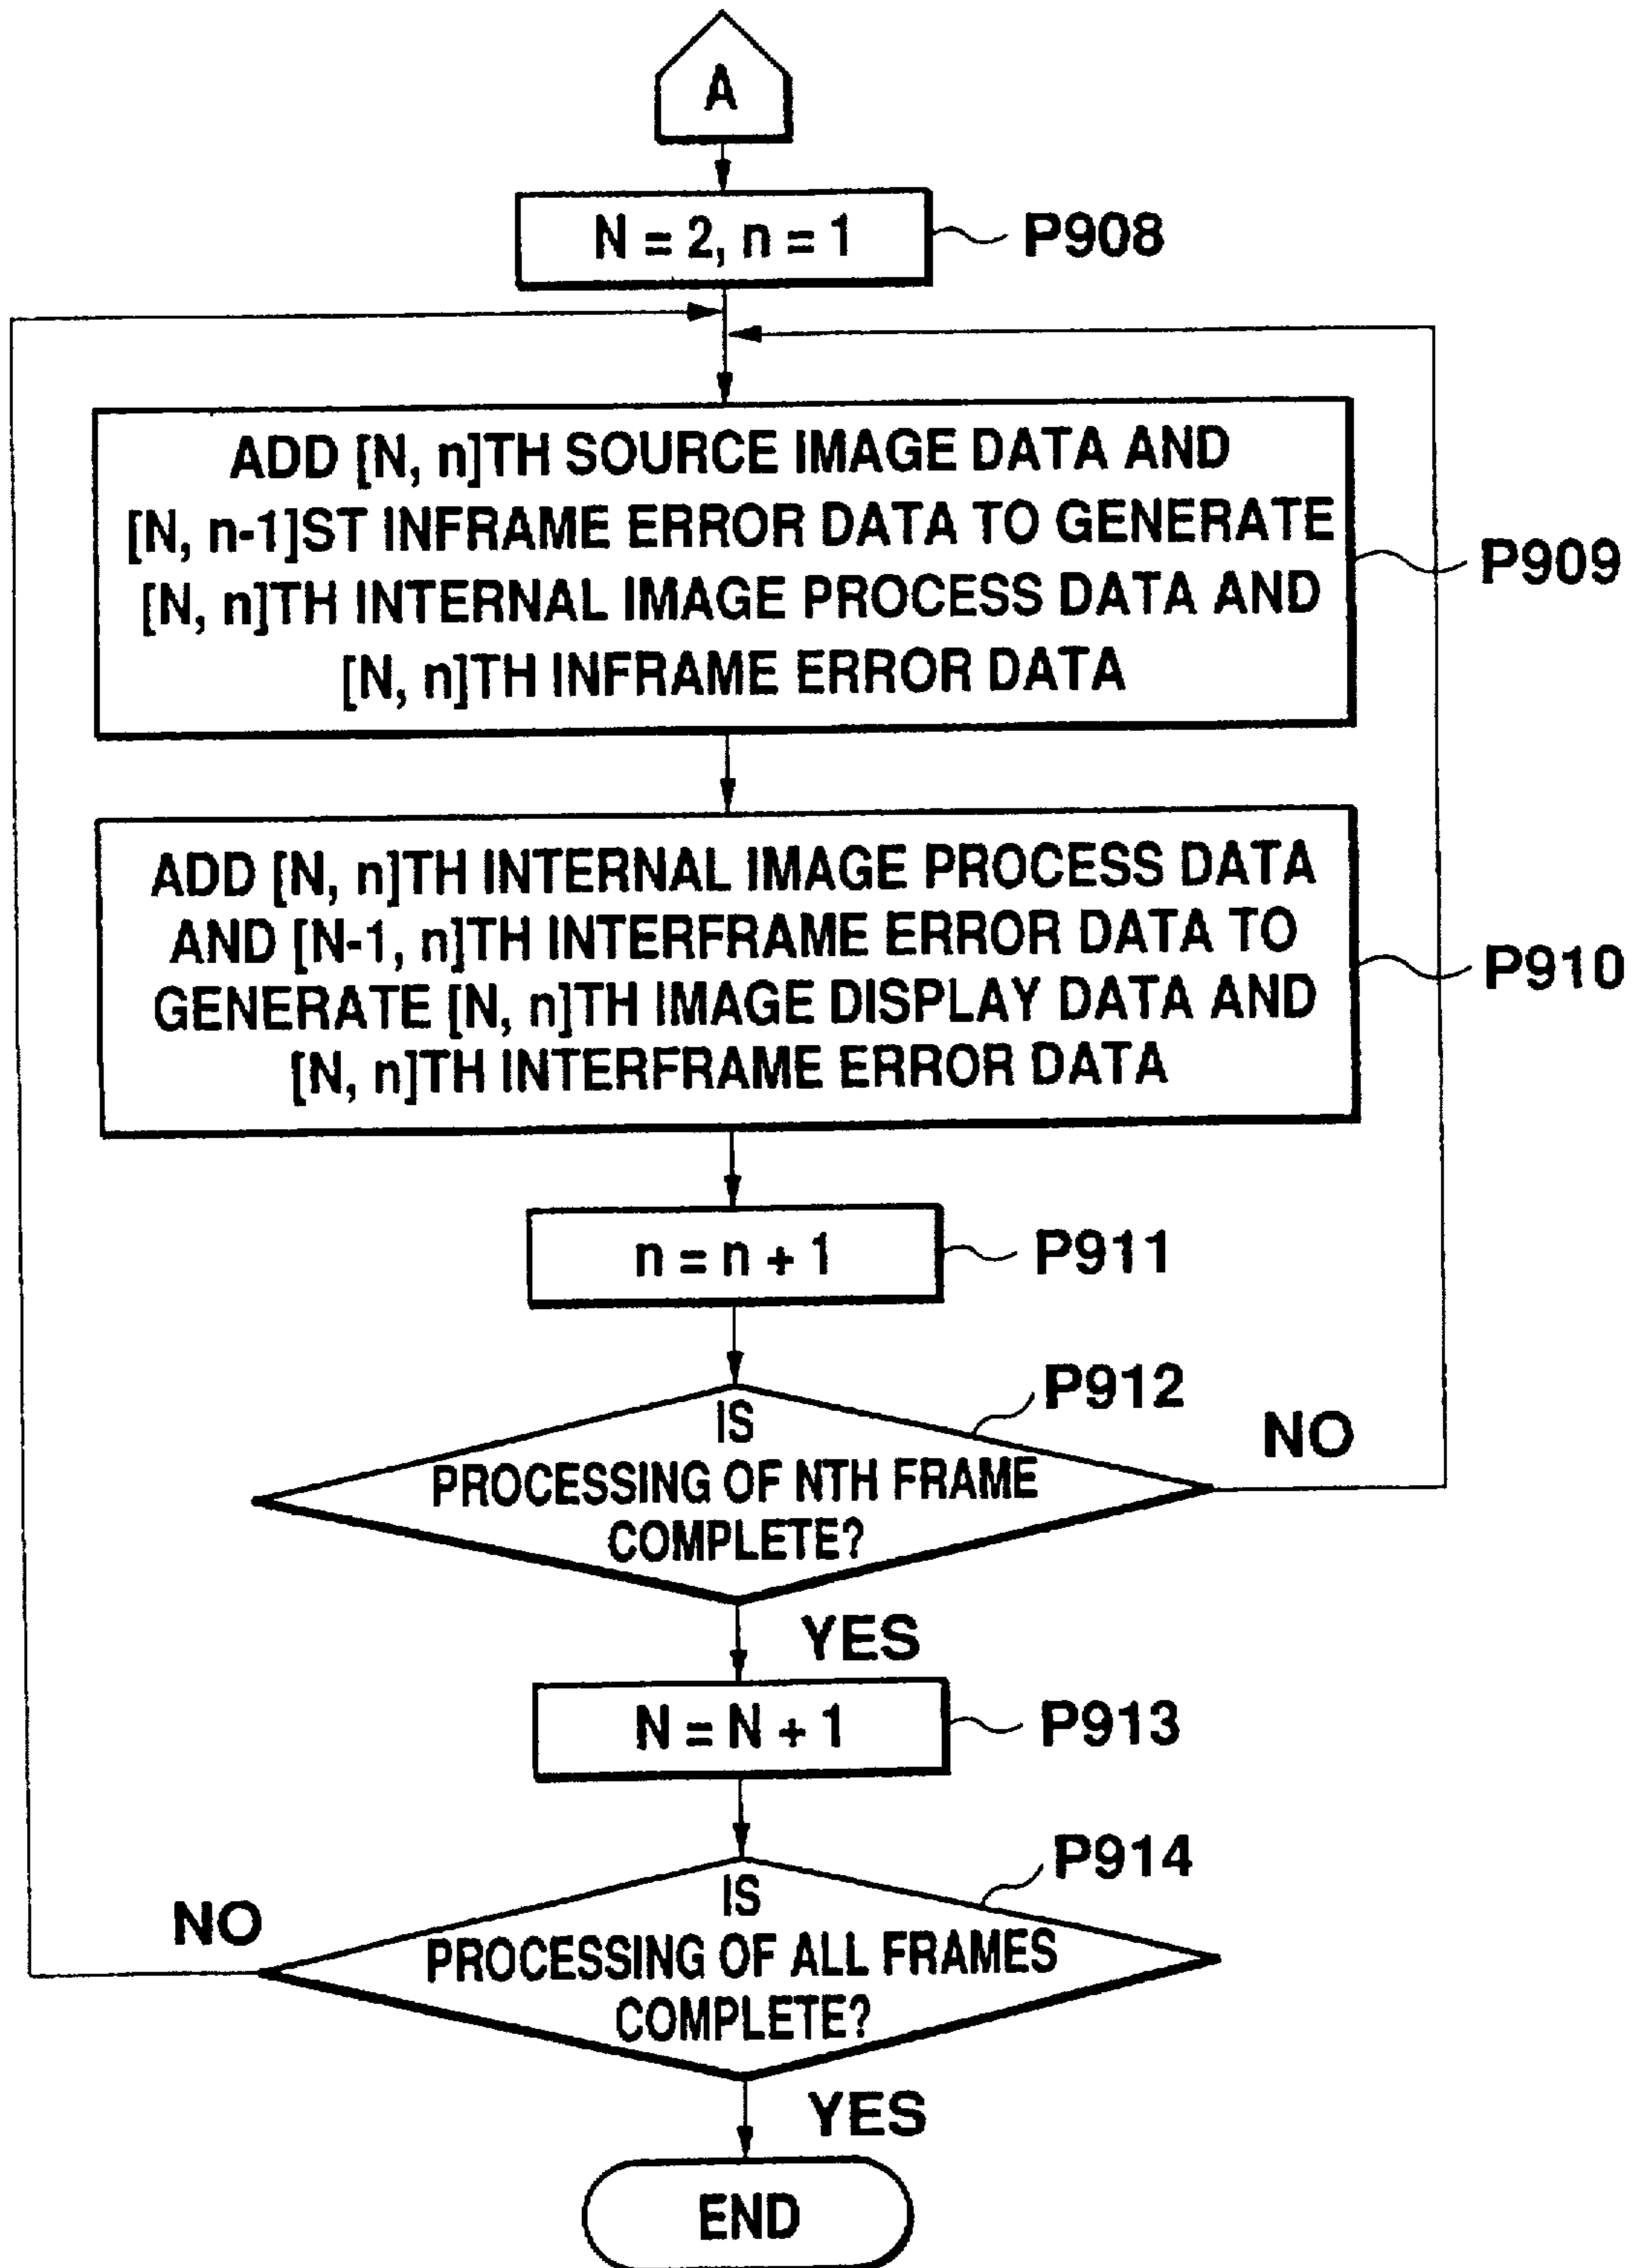 A
N = 2, n = 1
P908
ADD [N, n]TH SOURCE IMAGE DATA AND
[N, n-1]ST INFRAME ERROR DATA TO GENERATE
[N, n]TH INTERNAL IMAGE PROCESS DATA AND
[N, n]TH INFRAME ERROR DATA
P909
ADD [N, n]TH INTERNAL IMAGE PROCESS DATA
AND [N-1, n]TH INTERFRAME ERROR DATA TO
GENERATE [N, n]TH IMAGE DISPLAY DATA AND
[N, n]TH INTERFRAME ERROR DATA
P910
n = n + 1
P911
P912
IS
PROCESSING OF NTH FRAME
COMPLETE?
NO
YES
N = N + 1
P913
P914
IS
PROCESSING OF ALL FRAMES
COMPLETE?
NO
YES
END